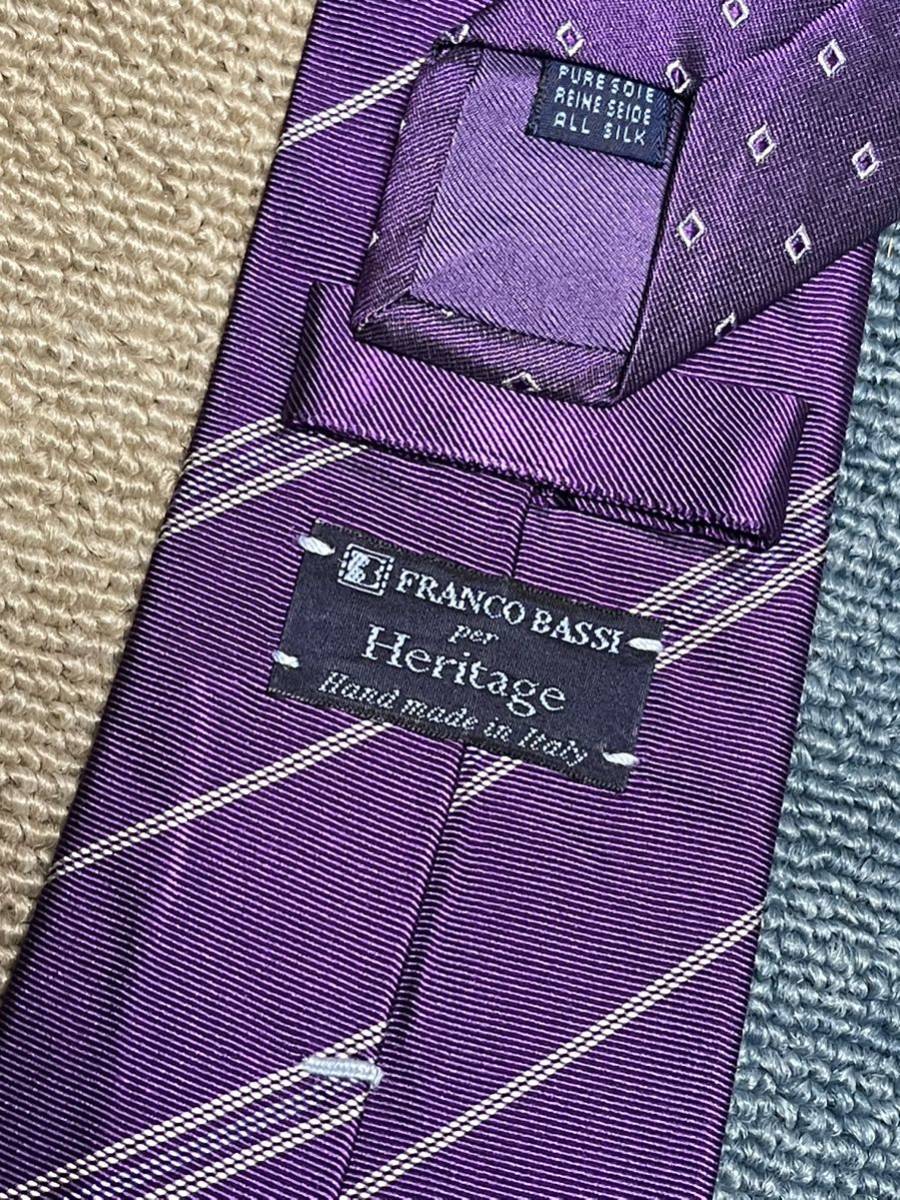 PURE SOIE
REINE SEIDE
ALL SILK
FRANCO BASSI
per
Heritage
Hand made in Italy